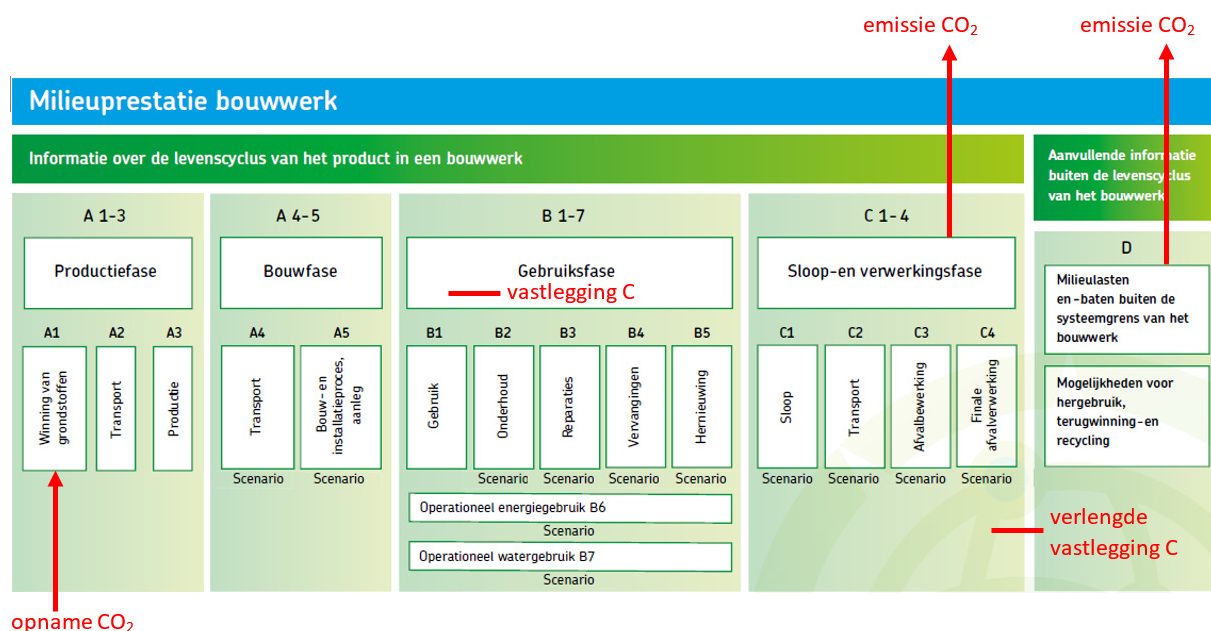 emissie CO₂
emissie CO₂
Milieuprestatie bouwwerk
Informatie over de levenscyclus van het product in een bouwwerk
Aanvullende informatie
buiten de levenscyclus
van het bouwwerk
A 1-3
Productiefase
A1
A2
A3
Winning van
grondstoffen
Transport
Productie
opname CO₂
A 4-5
Bouwfase
A4
A5
Transport
Bouw- en
installatieproces,
aanleg
Scenario
Scenario
B 1-7
Gebruiksfase
vastlegging C
B1
B2
B3
B4
B5
Gebruik
Onderhoud
Reparaties
Vervangingen
Hernieuwing
Scenario
Scenario
Scenario
Scenario
Operationeel energiegebruik B6
Scenario
Operationeel watergebruik B7
Scenario
C 1-4
Sloop-en verwerkingsfase
C1
C2
C3
C4
Sloop
Transport
Afvalbewerking
Finale
afvalverwerking
Scenario
Scenario
Scenario
Scenario
D
Milieulasten
en -baten buiten de
systeemgrens van het
bouwwerk
Mogelijkheden voor
hergebruik,
terugwinning-en
recycling
verlengde
vastlegging C